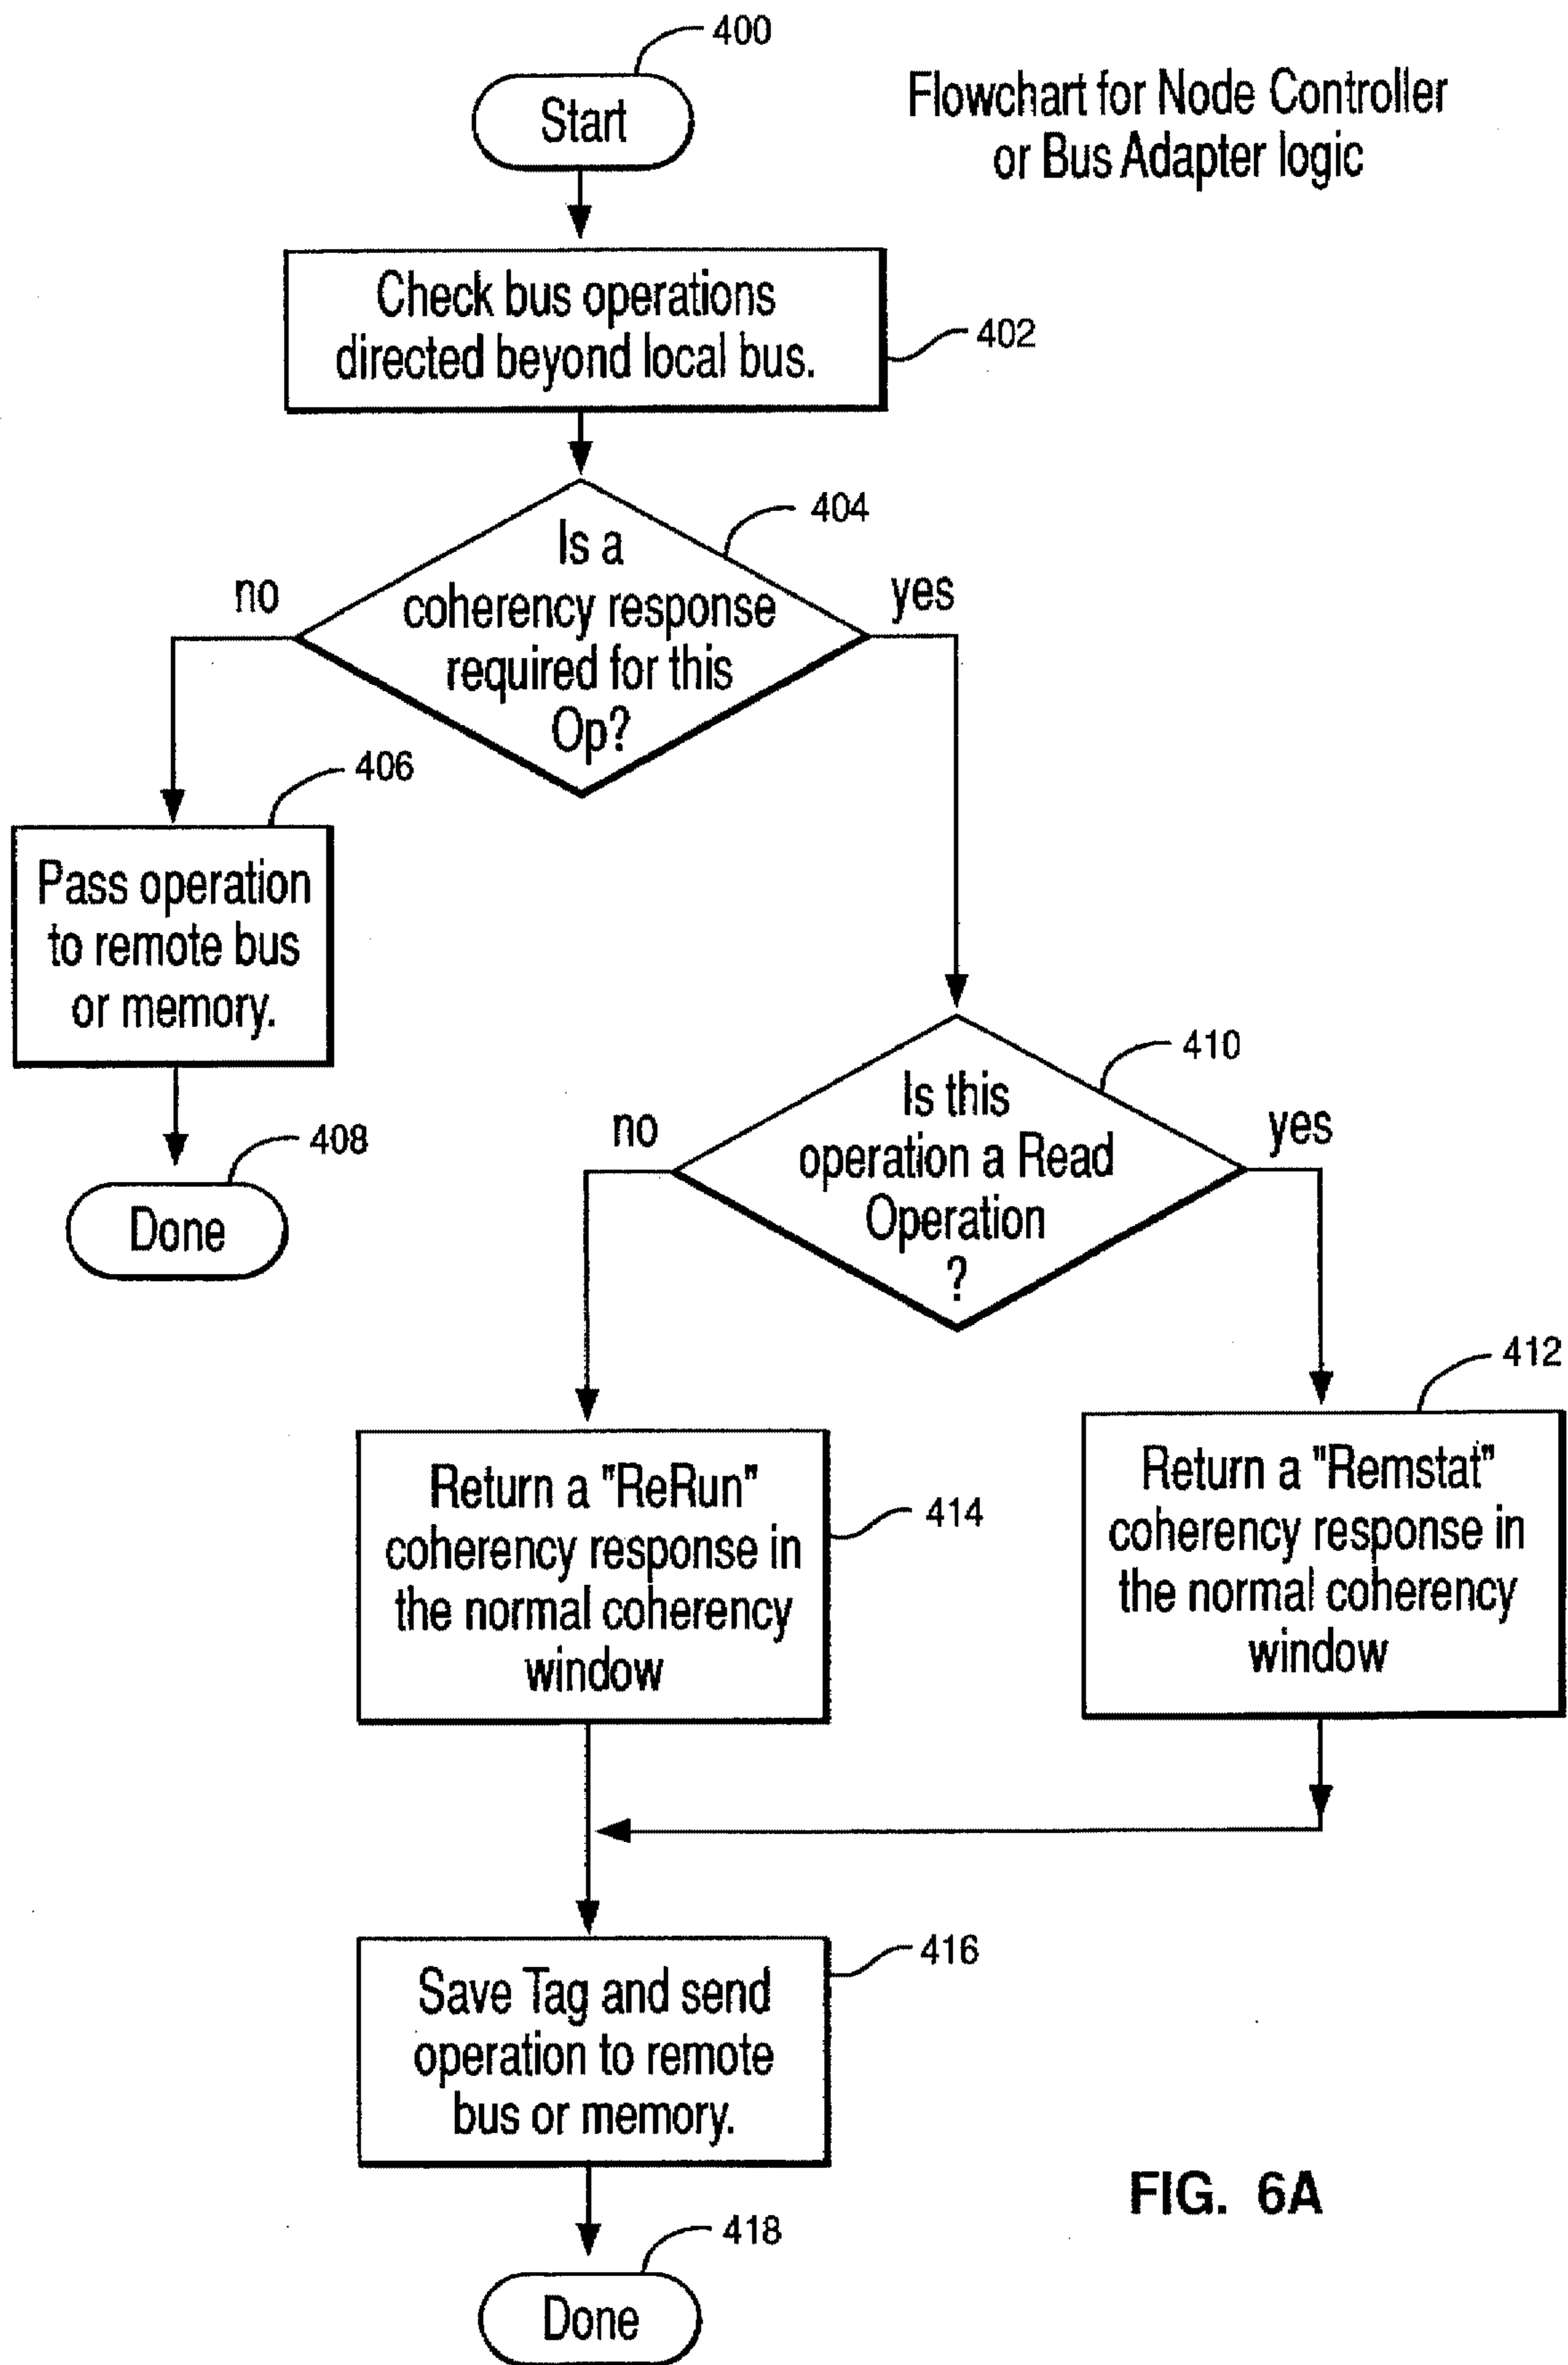 400
Start
Flowchart for Node Controller
or Bus Adapter logic
Check bus operations
directed beyond local bus.
402
404
Is a
coherency response
required for this
Op?
no
yes
406
Pass operation
to remote bus
or memory.
408
Done
410
Is this
operation a Read
Operation
?
no
yes
412
Return a "Remstat"
coherency response in
the normal coherency
window
Return a "ReRun"
coherency response in
the normal coherency
window
414
416
Save Tag and send
operation to remote
bus or memory.
418
Done
FIG. 6A